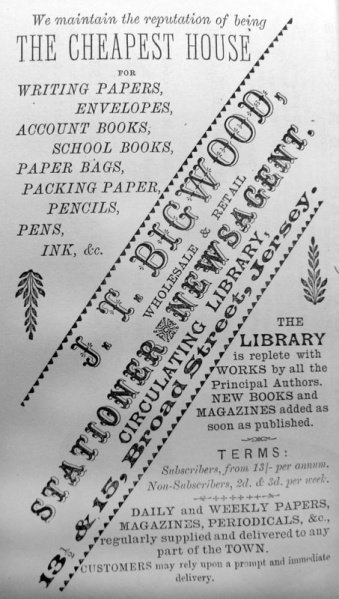 We maintain the reputation of being
THE CHEAPEST HOUSE
FOR
WRITING PAPERS,
ENVELOPES,
ACCOUNT BOOKS,
SCHOOL BOOKS,
PAPER BAGS,
PACKING PAPER,
PENCILS,
PENS,
INK, &c.
J. T. BIGWOOD,
WHOLESALE & RETAIL
STATIONER NEWSAGENT,
CIRCULATING LIBRARY,
13½ & 15, Broad Street, Jersey.
THE
LIBRARY
is replete with
WORKS by all the
Principal Authors.
NEW BOOKS and
MAGAZINES added as
soon as published.
TERMS:
Subscribers, from 13/- per annum.
Non-Subscribers, 2d. & 3d. per week.
DAILY and WEEKLY PAPERS,
MAGAZINES, PERIODICALS, &c.,
regularly supplied and delivered to any
part of the TOWN.
CUSTOMERS may rely upon a prompt and immediate
delivery.